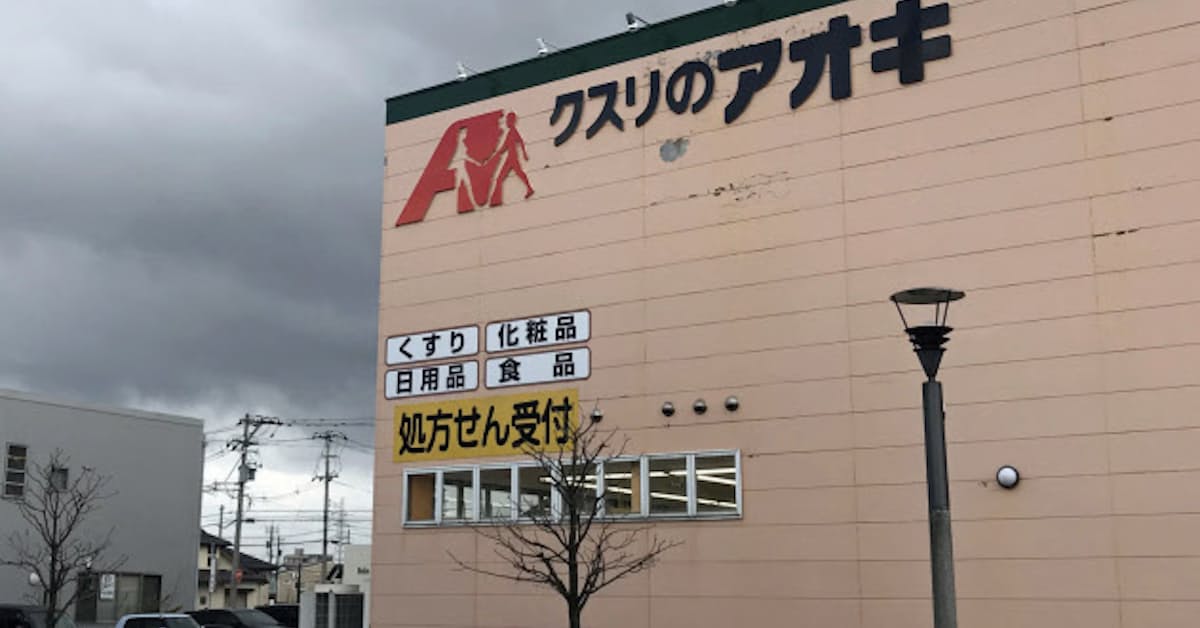 クスリのアオキ
くすり 化粧品
日用品 食品
処方せん受付